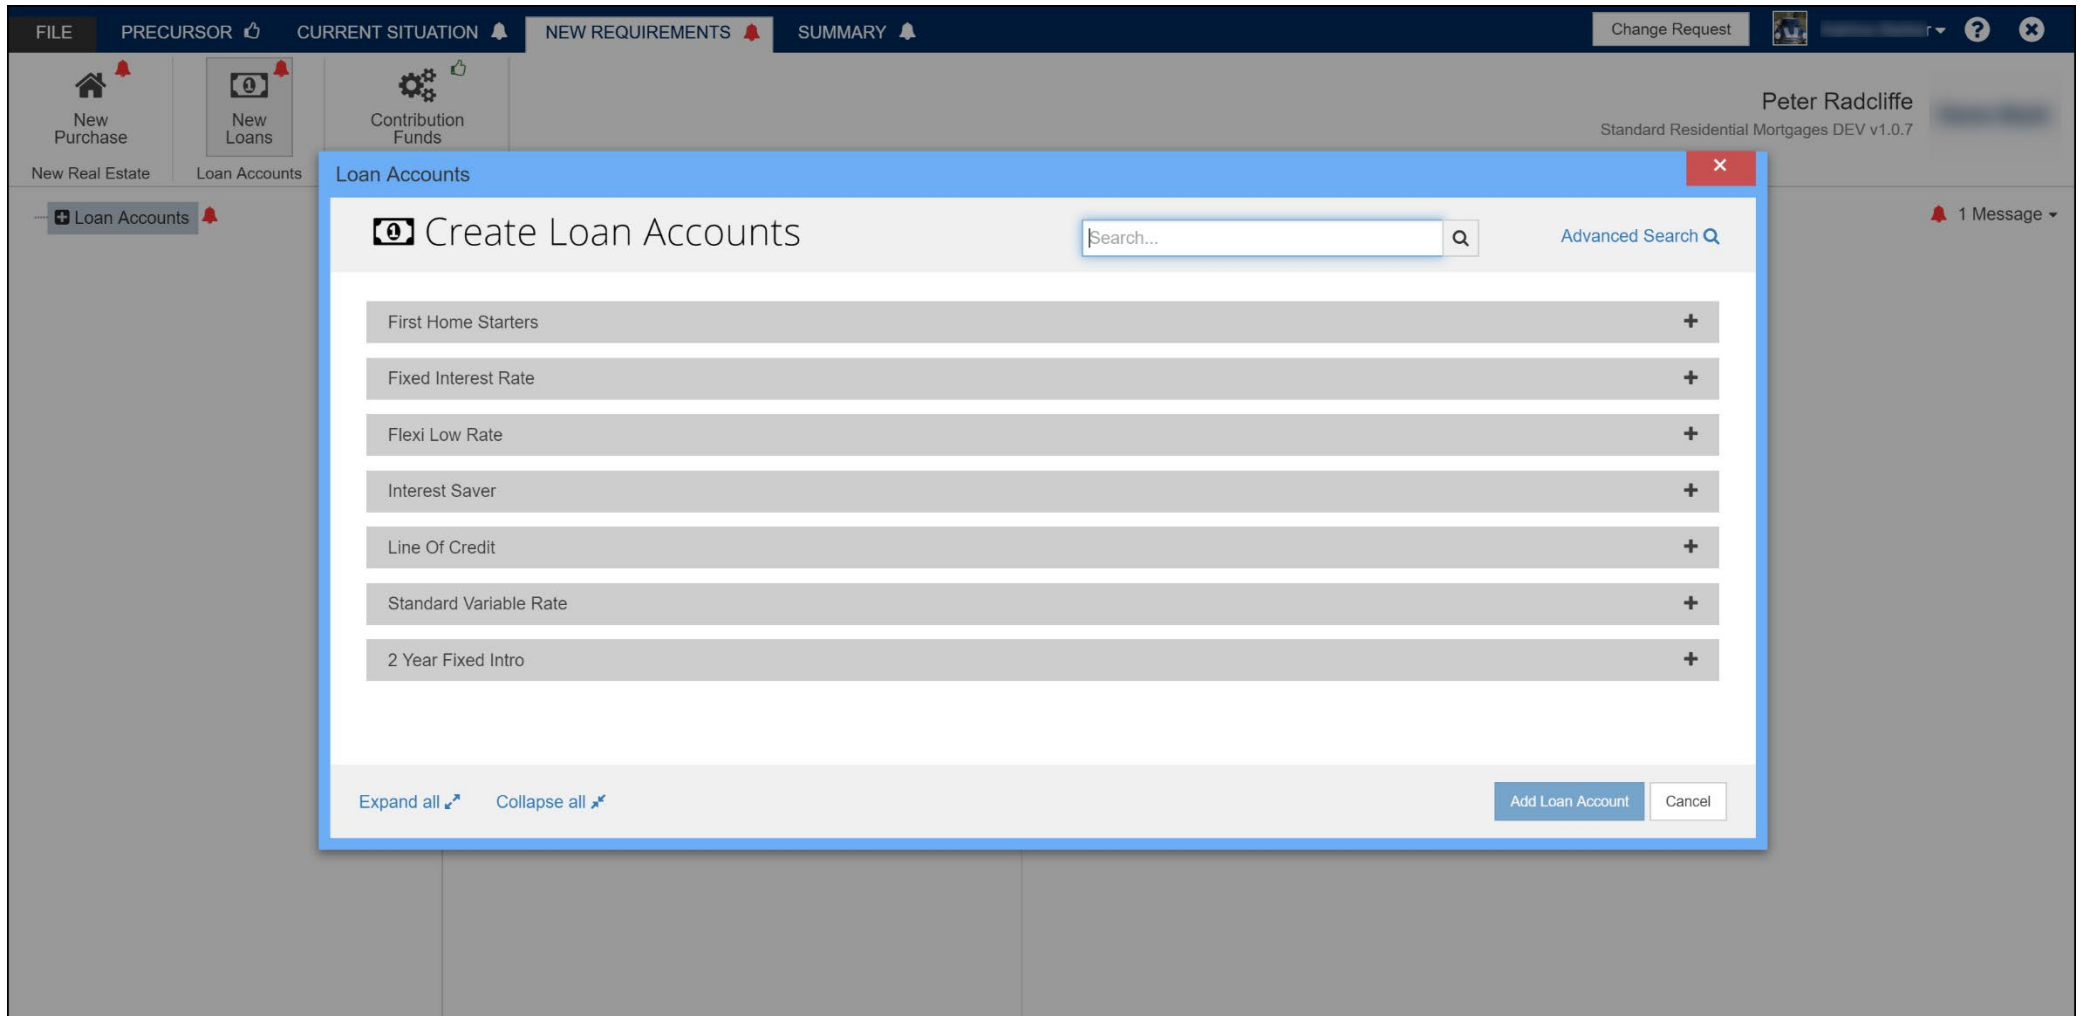 FILE
PRECURSOR
CURRENT SITUATION
NEW REQUIREMENTS
SUMMARY
Change Request
New
Purchase
New
Loans
Contribution
Funds
Peter Radcliffe
Standard Residential Mortgages DEV v1.0.7
New Real Estate
Loan Accounts
Loan Accounts
1 Message
Loan Accounts
Create Loan Accounts
Search...
Advanced Search
First Home Starters
Fixed Interest Rate
Flexi Low Rate
Interest Saver
Line Of Credit
Standard Variable Rate
2 Year Fixed Intro
Expand all
Collapse all
Add Loan Account
Cancel